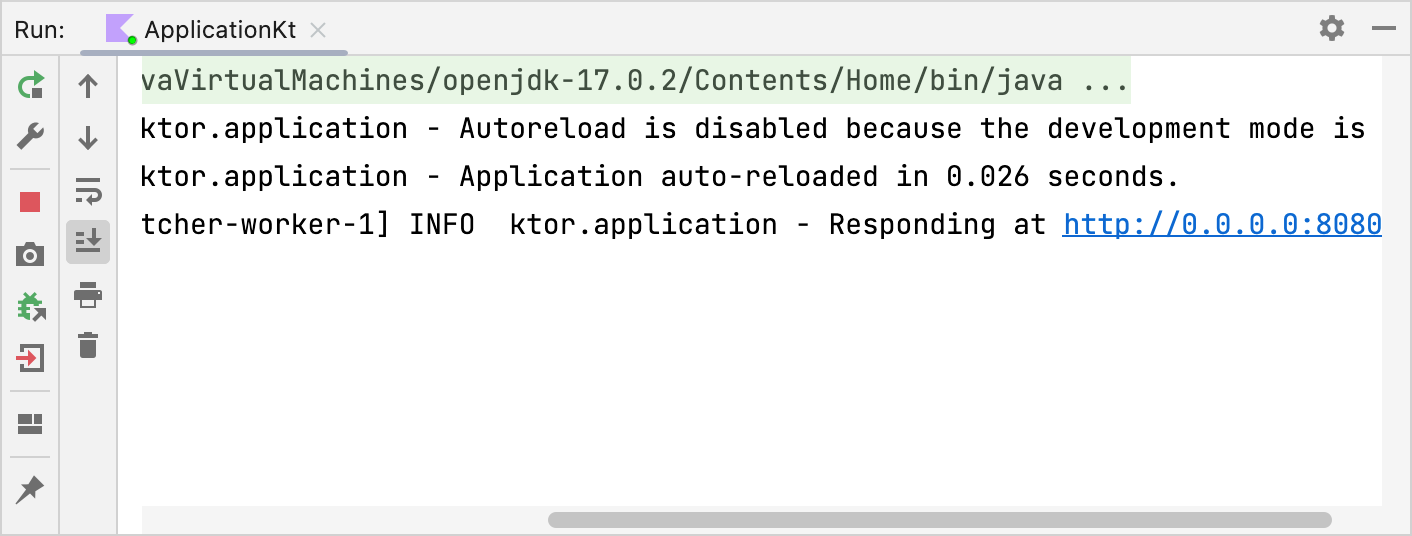 Run: ApplicationKt
vaVirtualMachines/openjdk-17.0.2/Contents/Home/bin/java ...
ktor.application - Autoreload is disabled because the development mode is
ktor.application - Application auto-reloaded in 0.026 seconds.
tcher-worker-1] INFO  ktor.application - Responding at http://0.0.0.0:8080